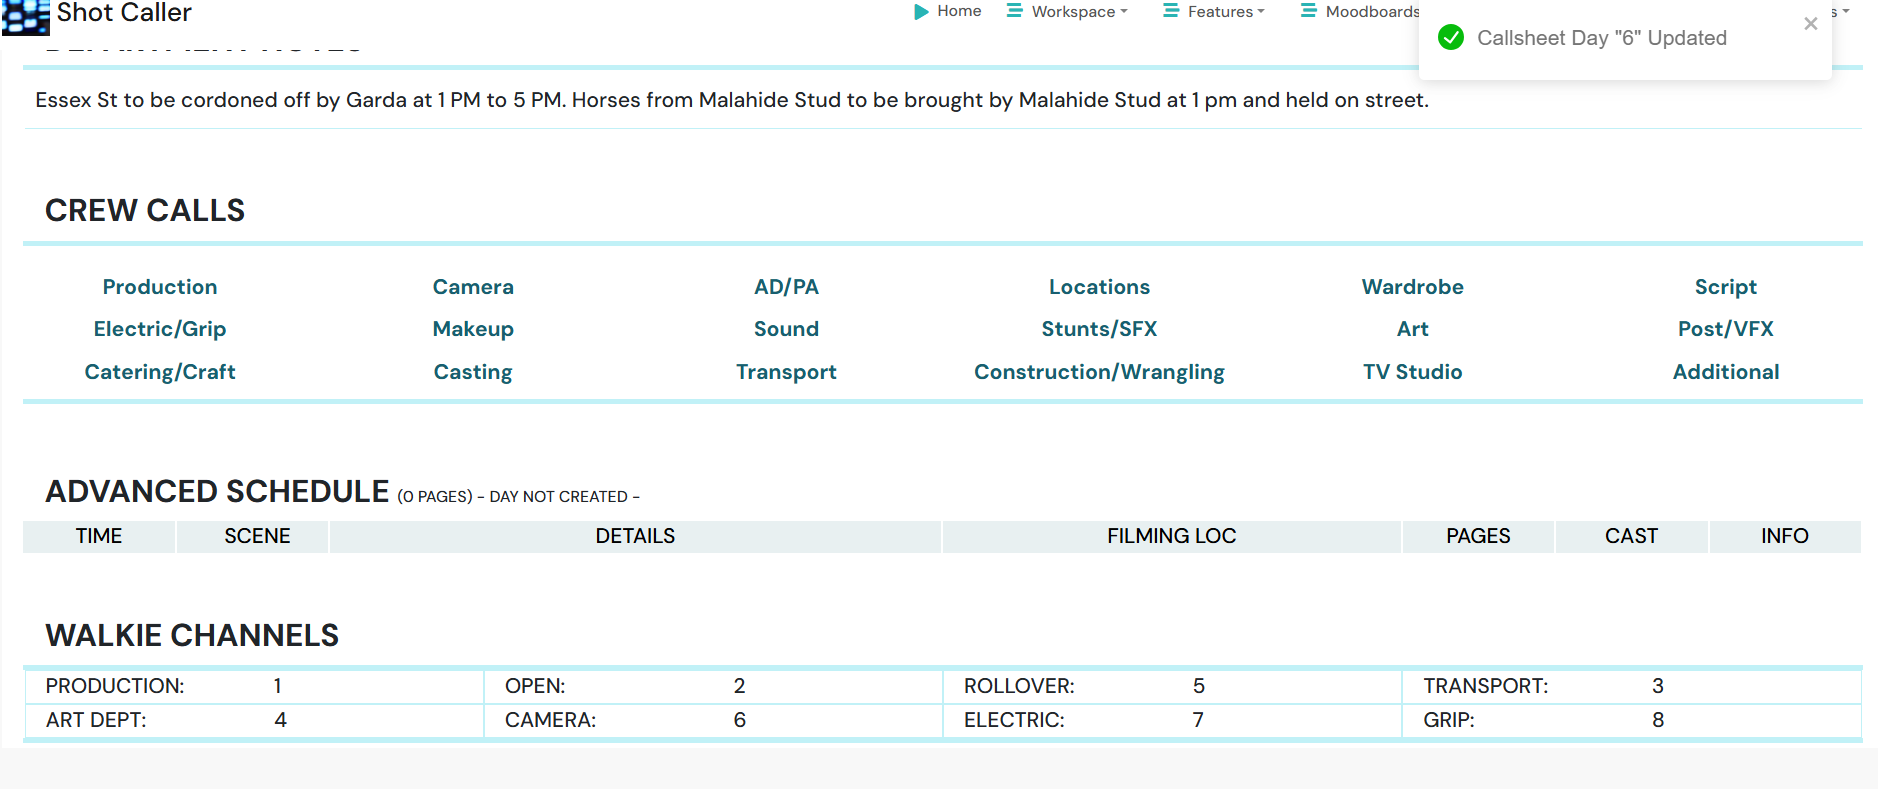 Shot Caller
Home Workspace Features Moodboards
Callsheet Day "6" Updated
DEPARTMENT NOTES
Essex St to be cordoned off by Garda at 1 PM to 5 PM. Horses from Malahide Stud to be brought by Malahide Stud at 1 pm and held on street.
CREW CALLS
Production Camera AD/PA Locations Wardrobe Script
Electric/Grip Makeup Sound Stunts/SFX Art Post/VFX
Catering/Craft Casting Transport Construction/Wrangling TV Studio Additional
ADVANCED SCHEDULE (0 PAGES) - DAY NOT CREATED -
TIME SCENE DETAILS FILMING LOC PAGES CAST INFO
WALKIE CHANNELS
PRODUCTION: 1 OPEN: 2 ROLLOVER: 5 TRANSPORT: 3
ART DEPT: 4 CAMERA: 6 ELECTRIC: 7 GRIP: 8